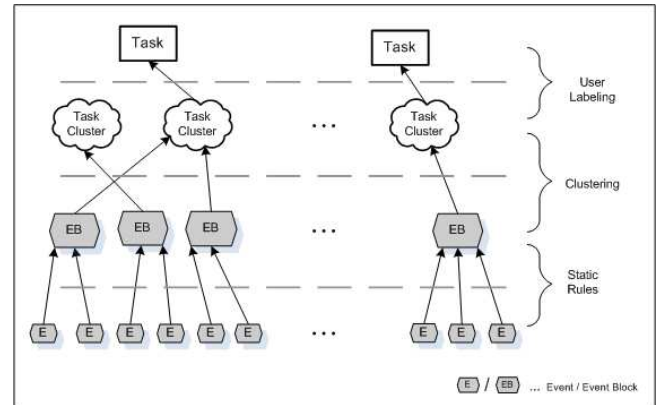 Task
Task
User
Labeling
Task
Cluster
Task
Cluster
...
Task
Cluster
Clustering
EB
EB
EB
...
EB
Static
Rules
E
E
E
E
E
E
...
E
E
E
E / EB ... Event / Event Block